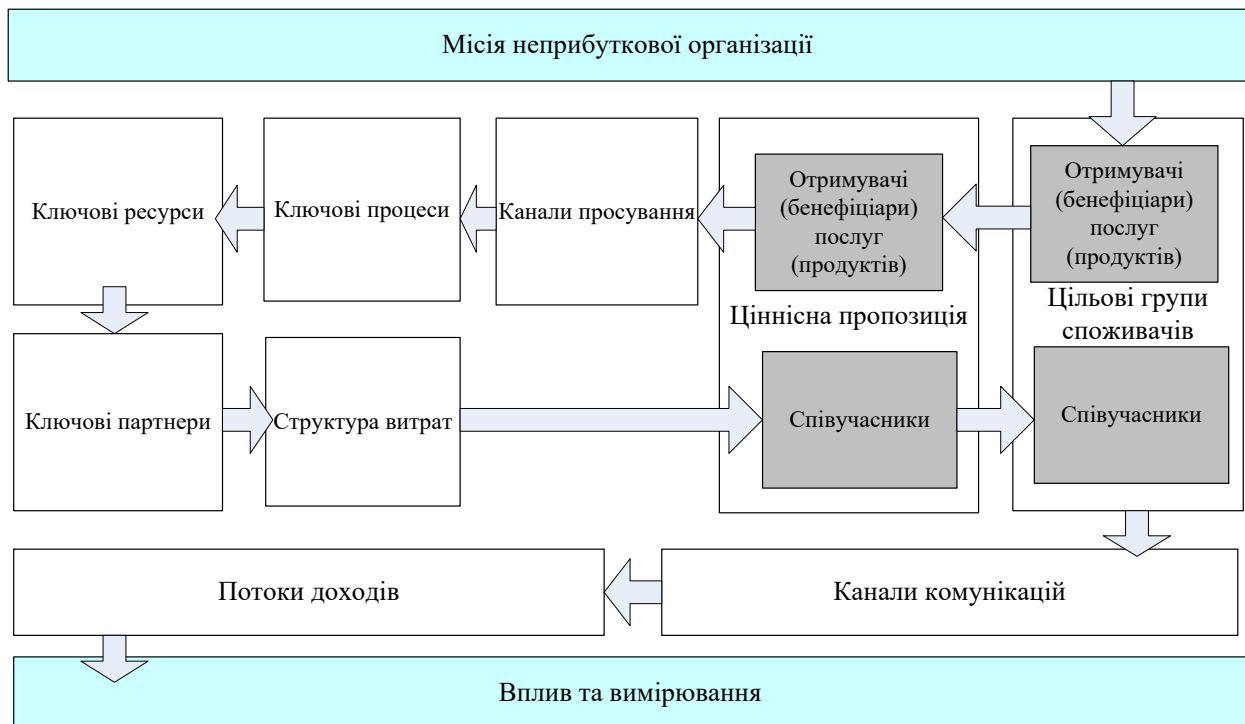 Місія неприбуткової організації
Ключові ресурси
Ключові процеси
Канали просування
Отримувачі
(бенефіціари)
послуг
(продуктів)
Ціннісна пропозиція
Отримувачі
(бенефіціари)
послуг
(продуктів)
Цільові групи
споживачів
Ключові партнери
Структура витрат
Співучасники
Співучасники
Потоки доходів
Канали комунікацій
Вплив та вимірювання